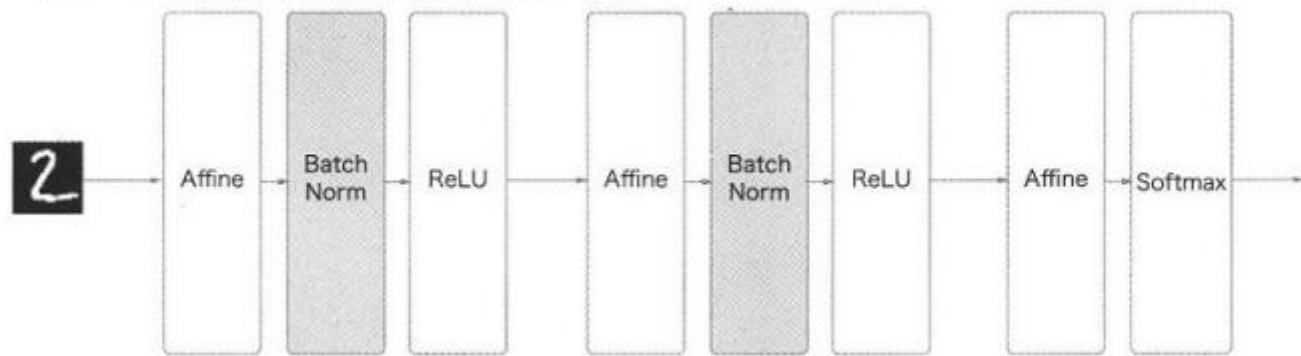 2
Affine
Batch
Norm
ReLU
Affine
Batch
Norm
ReLU
Affine
Softmax